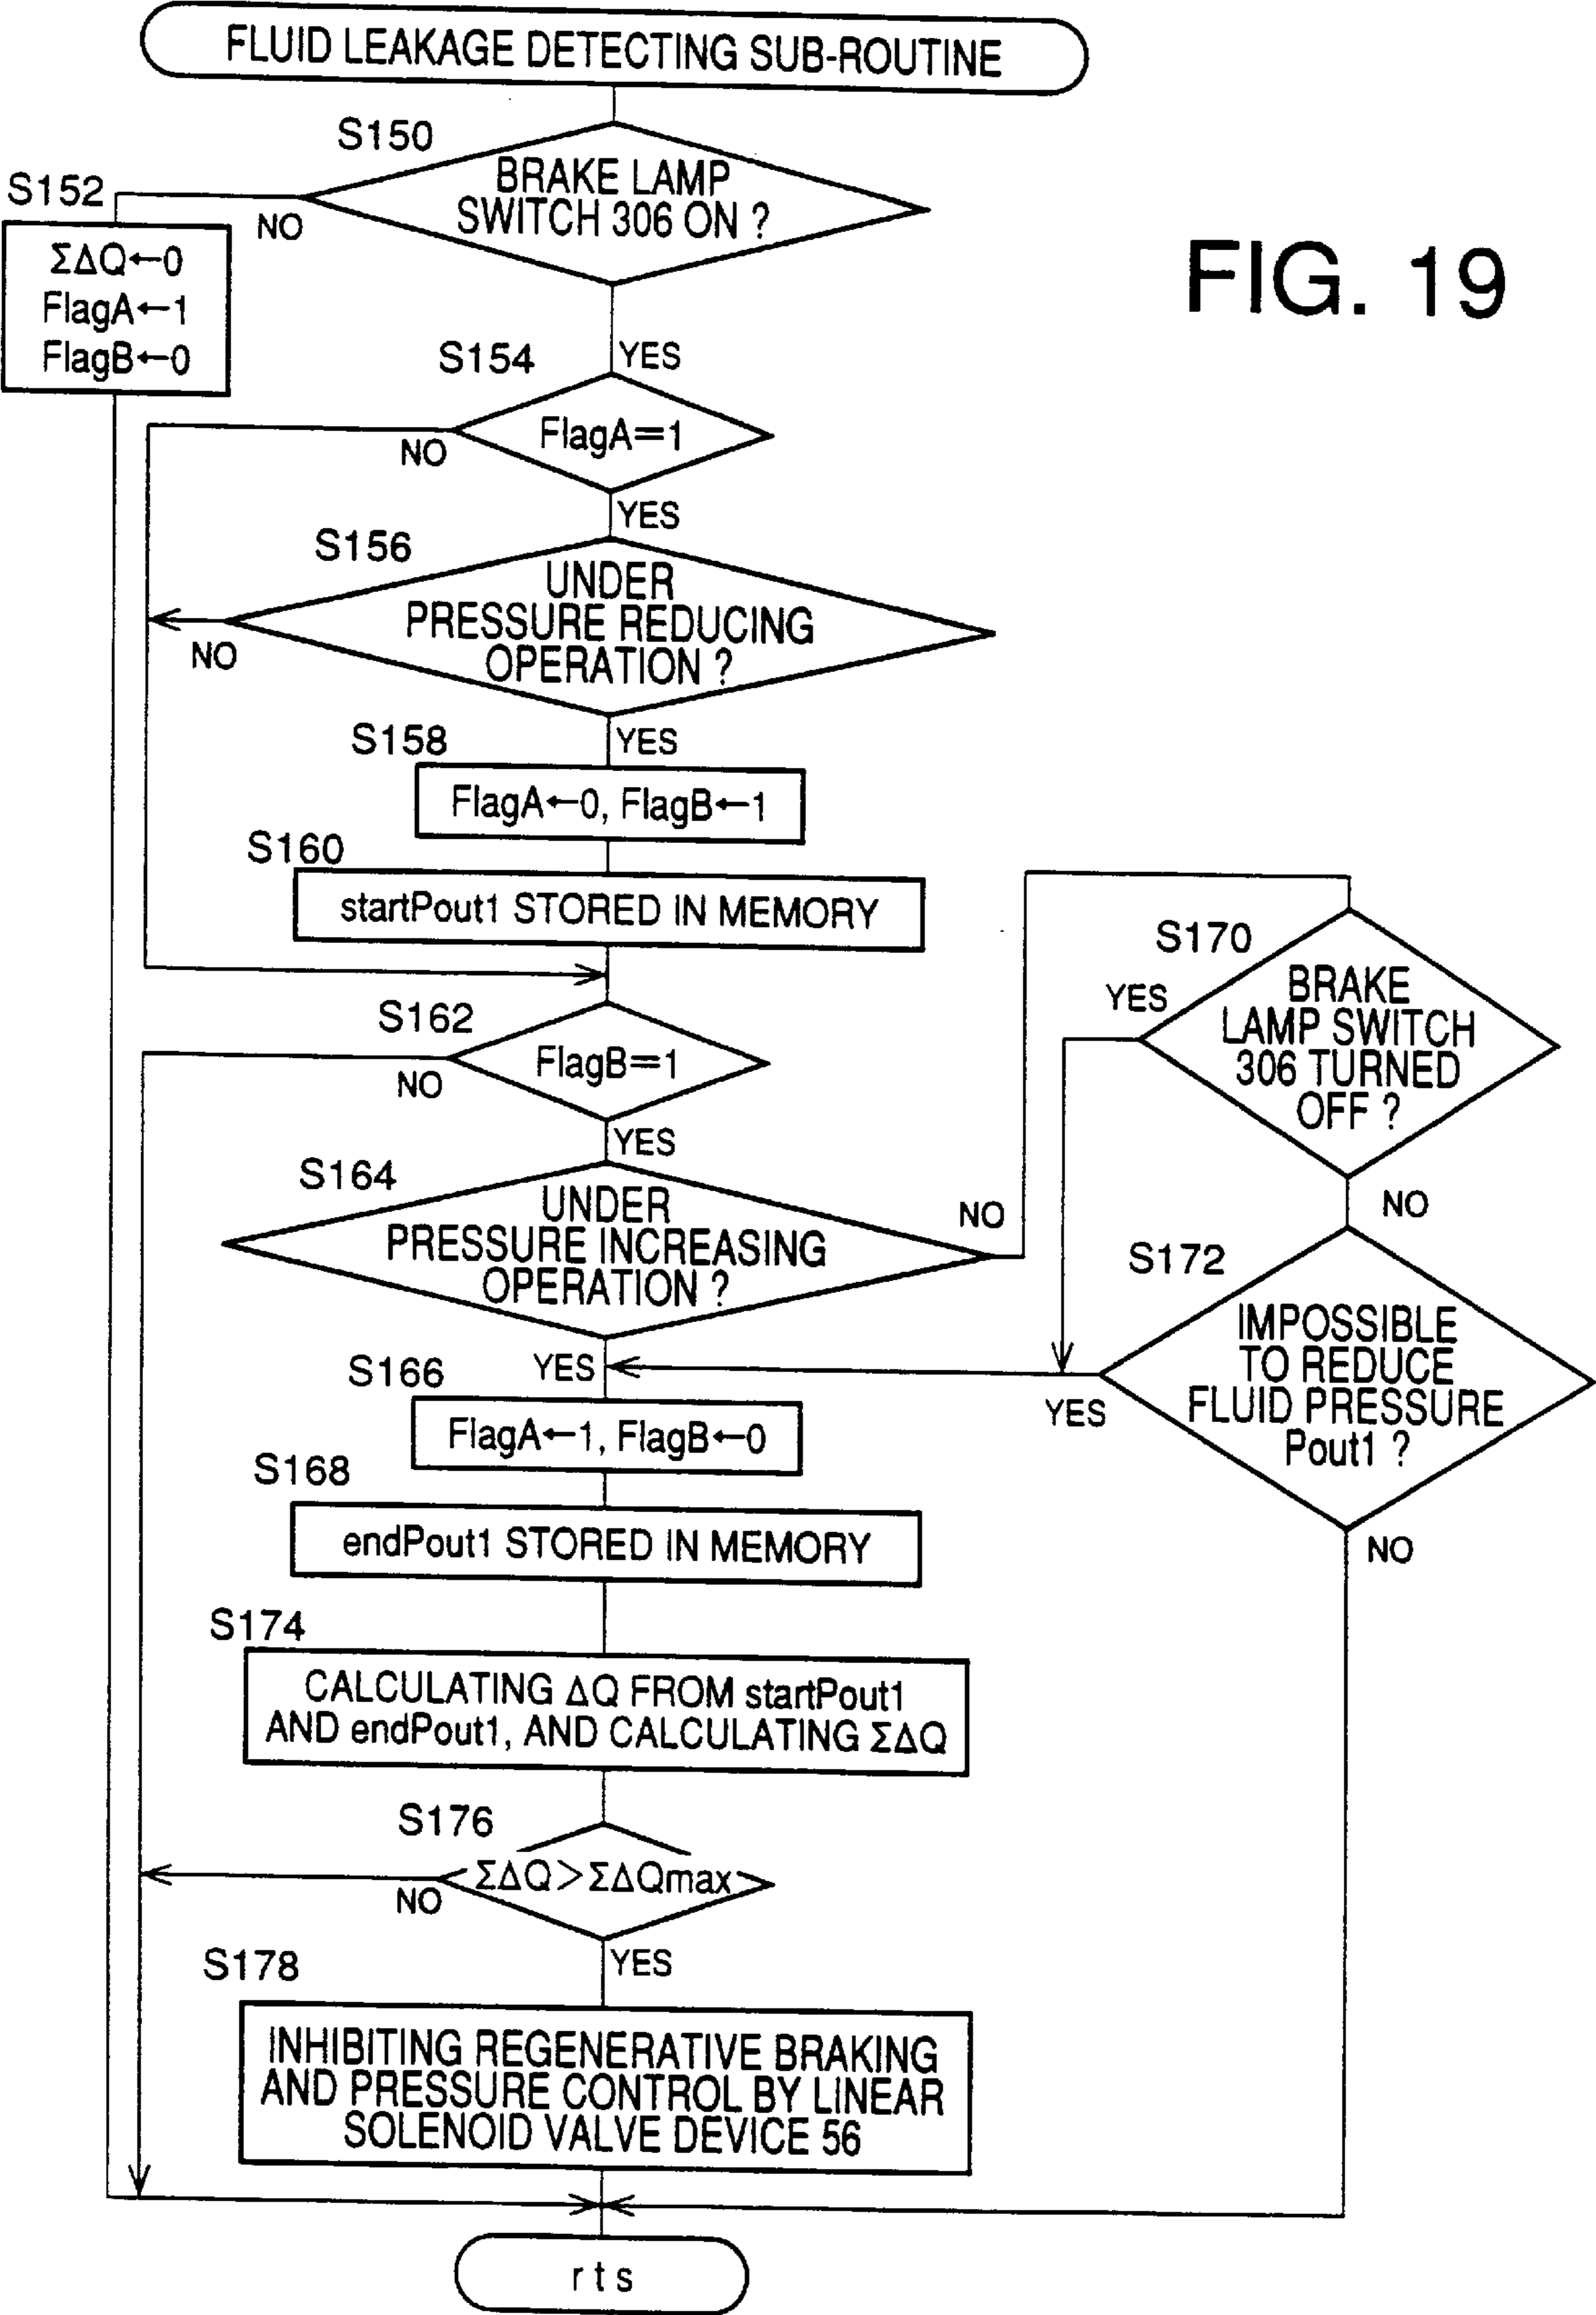 FLUID LEAKAGE DETECTING SUB-ROUTINE
S150
BRAKE LAMP
SWITCH 306 ON ?
NO
S152
ΣΔQ←0
FlagA←1
FlagB←0
FIG. 19
YES
S154
FlagA=1
NO
YES
S156
UNDER
PRESSURE REDUCING
OPERATION ?
NO
YES
S158
FlagA←0, FlagB←1
S160
startPout1 STORED IN MEMORY
S162
FlagB=1
NO
YES
S164
UNDER
PRESSURE INCREASING
OPERATION ?
NO
YES
S170
YES
BRAKE
LAMP SWITCH
306 TURNED
OFF ?
NO
S172
IMPOSSIBLE
TO REDUCE
FLUID PRESSURE
Pout1 ?
YES
NO
S166
FlagA←1, FlagB←0
S168
endPout1 STORED IN MEMORY
S174
CALCULATING ΔQ FROM startPout1
AND endPout1, AND CALCULATING ΣΔQ
S176
ΣΔQ>ΣΔQmax
NO
YES
S178
INHIBITING REGENERATIVE BRAKING
AND PRESSURE CONTROL BY LINEAR
SOLENOID VALVE DEVICE 56
rts